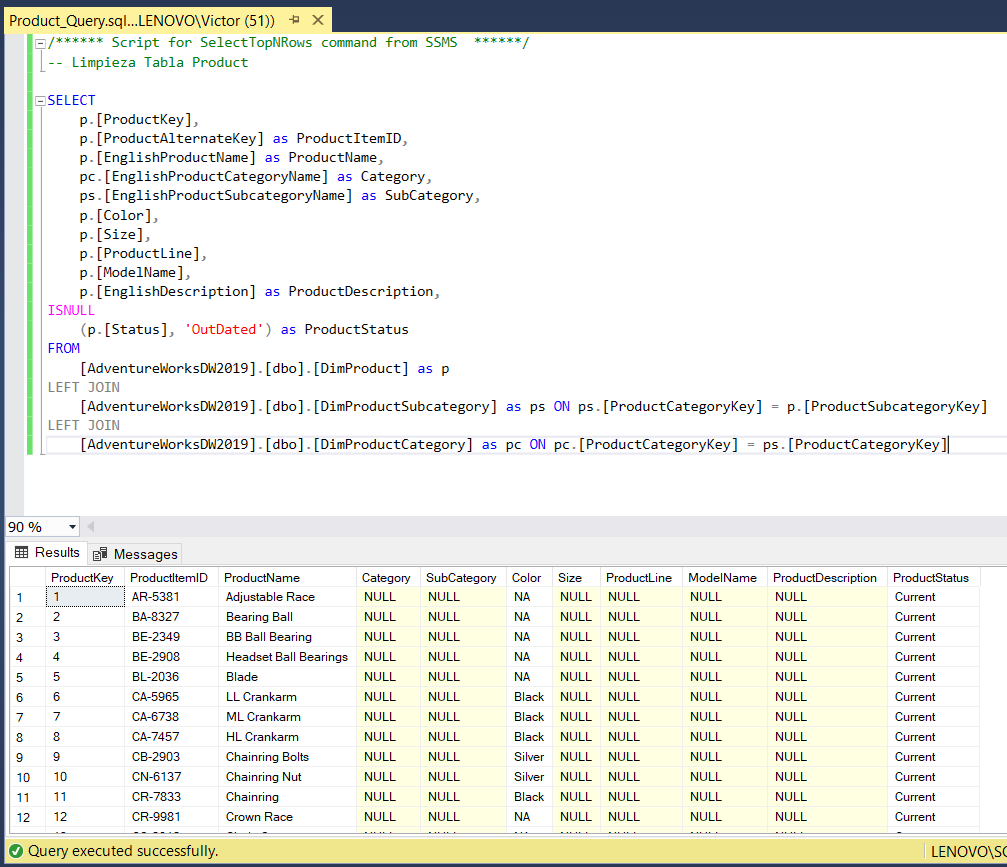 Product_Query.sql...LENOVO\Victor (51))
/****** Script for SelectTopNRows command from SSMS  ******/
-- Limpieza Tabla Product
SELECT
p.[ProductKey],
p.[ProductAlternateKey] as ProductItemID,
p.[EnglishProductName] as ProductName,
pc.[EnglishProductCategoryName] as Category,
ps.[EnglishProductSubcategoryName] as SubCategory,
p.[Color],
p.[Size],
p.[ProductLine],
p.[ModelName],
p.[EnglishDescription] as ProductDescription,
ISNULL
(p.[Status], 'OutDated') as ProductStatus
FROM
[AdventureWorksDW2019].[dbo].[DimProduct] as p
LEFT JOIN
[AdventureWorksDW2019].[dbo].[DimProductSubcategory] as ps ON ps.[ProductCategoryKey] = p.[ProductSubcategoryKey]
LEFT JOIN
[AdventureWorksDW2019].[dbo].[DimProductCategory] as pc ON pc.[ProductCategoryKey] = ps.[ProductCategoryKey]
90 %
Results Messages
ProductKey ProductItemID ProductName Category SubCategory Color Size ProductLine ModelName ProductDescription ProductStatus
1 1 AR-5381 Adjustable Race NULL NULL NA NULL NULL NULL NULL Current
2 2 BA-8327 Bearing Ball NULL NULL NA NULL NULL NULL NULL Current
3 3 BE-2349 BB Ball Bearing NULL NULL NA NULL NULL NULL NULL Current
4 4 BE-2908 Headset Ball Bearings NULL NULL NA NULL NULL NULL NULL Current
5 5 BL-2036 Blade NULL NULL NA NULL NULL NULL NULL Current
6 6 CA-5965 LL Crankarm NULL NULL Black NULL NULL NULL NULL Current
7 7 CA-6738 ML Crankarm NULL NULL Black NULL NULL NULL NULL Current
8 8 CA-7457 HL Crankarm NULL NULL Black NULL NULL NULL NULL Current
9 9 CB-2903 Chainring Bolts NULL NULL Silver NULL NULL NULL NULL Current
10 10 CN-6137 Chainring Nut NULL NULL Silver NULL NULL NULL NULL Current
11 11 CR-7833 Chainring NULL NULL Black NULL NULL NULL NULL Current
12 12 CR-9981 Crown Race NULL NULL NA NULL NULL NULL NULL Current
Query executed successfully. LENOVO\SQ